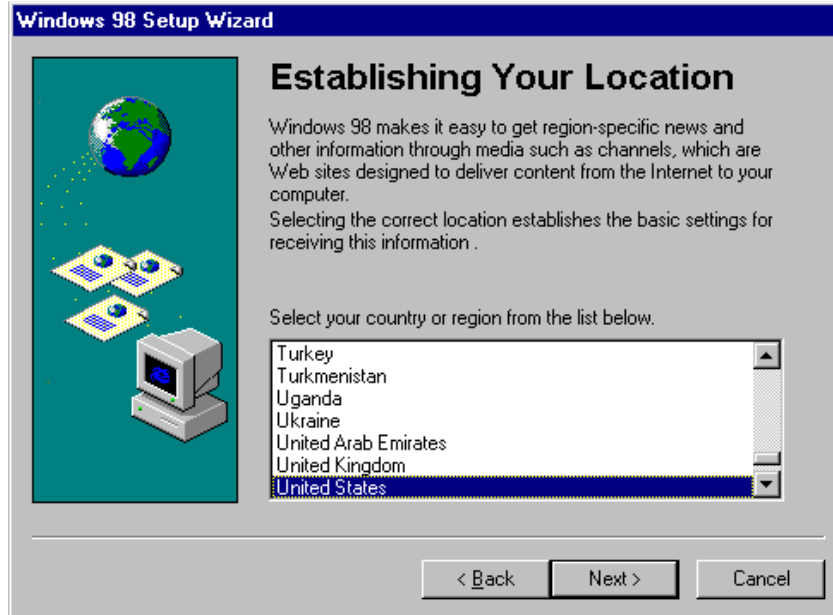 Windows 98 Setup Wizard
Establishing Your Location
Windows 98 makes it easy to get region-specific news and
other information through media such as channels, which are
Web sites designed to deliver content from the Internet to your
computer.
Selecting the correct location establishes the basic settings for
receiving this information .
Select your country or region from the list below.
Turkey
Turkmenistan
Uganda
Ukraine
United Arab Emirates
United Kingdom
United States
< Back
Next >
Cancel